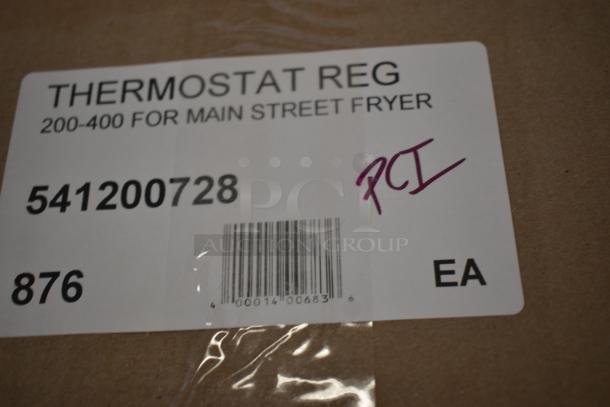 THERMOSTAT REG
200-400 FOR MAIN STREET FRYER
541200728
PCI
PCI
AUCTION GROUP
876
4 00014 00683 6
EA